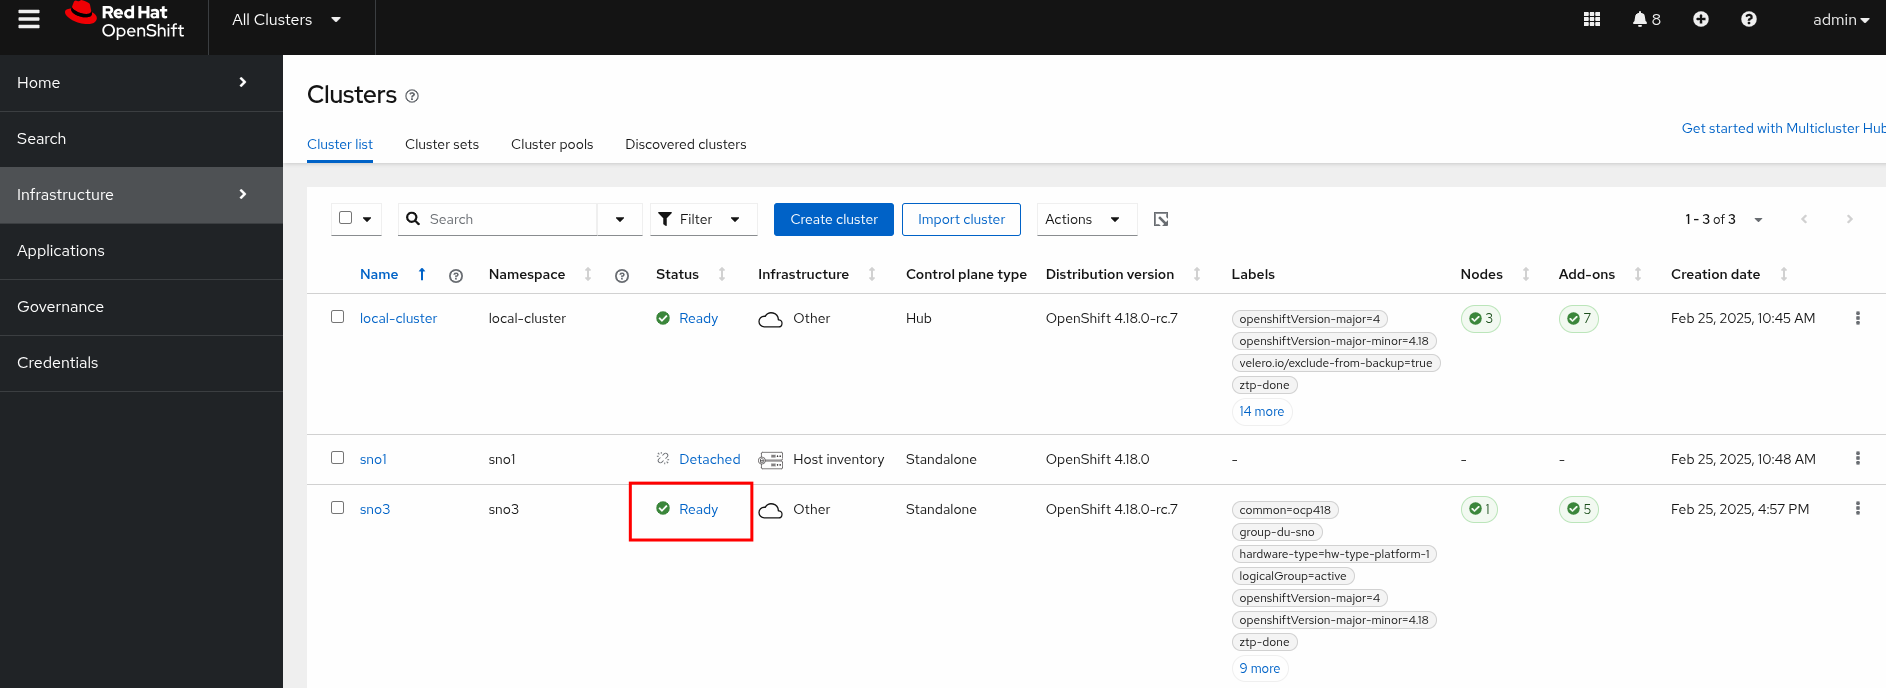 Red Hat
OpenShift
All Clusters
8
admin
Home
Search
Infrastructure
Applications
Governance
Credentials
Clusters
Get started with Multicluster Hub
Cluster list Cluster sets Cluster pools Discovered clusters
Search Filter Create cluster Import cluster Actions 1 - 3 of 3
Name Namespace Status Infrastructure Control plane type Distribution version Labels Nodes Add-ons Creation date
local-cluster local-cluster Ready Other Hub OpenShift 4.18.0-rc.7 openshiftVersion-major=4 3 7 Feb 25, 2025, 10:45 AM
openshiftVersion-major-minor=4.18
velero.io/exclude-from-backup=true
ztp-done
14 more
sno1 sno1 Detached Host inventory Standalone OpenShift 4.18.0 - - - Feb 25, 2025, 10:48 AM
sno3 sno3 Ready Other Standalone OpenShift 4.18.0-rc.7 common=ocp418 1 5 Feb 25, 2025, 4:57 PM
group-du-sno
hardware-type=hw-type-platform-1
logicalGroup=active
openshiftVersion-major=4
openshiftVersion-major-minor=4.18
ztp-done
9 more